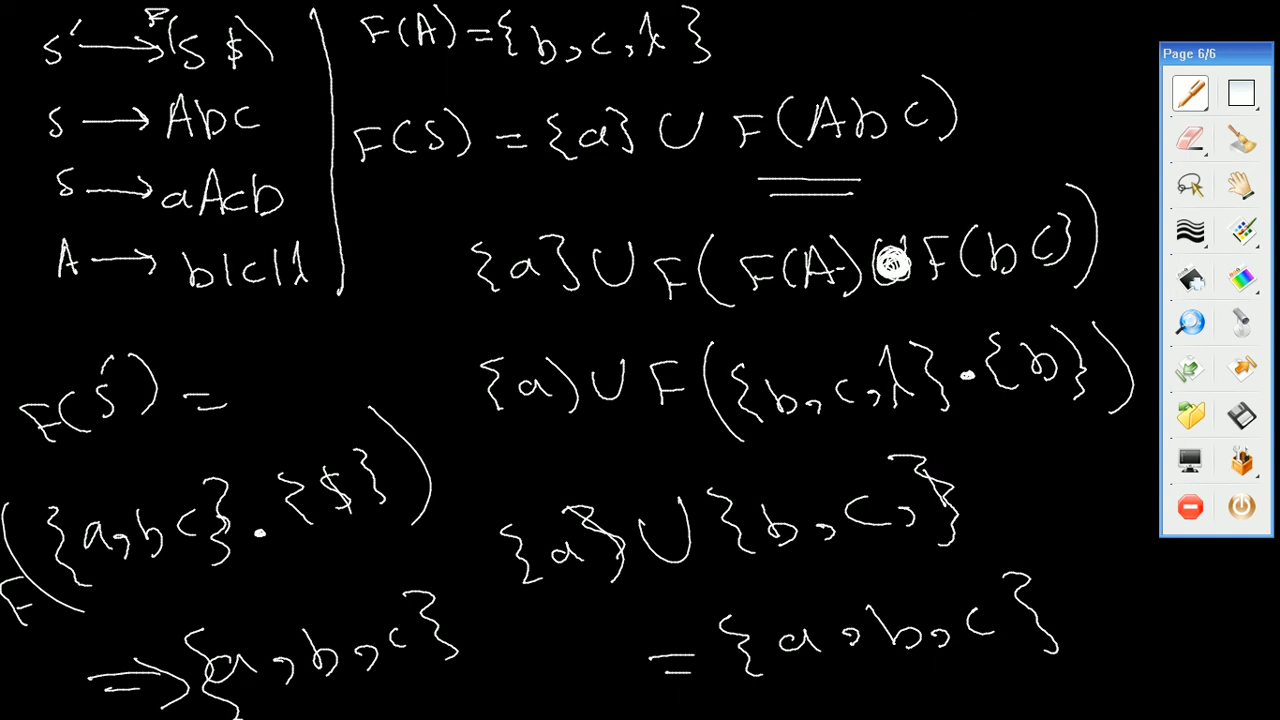 S' → F(S $)
S → Abc
S → aAcb
A → b|c|λ
F(A) = {b, c, λ}
F(S) = {a} ∪ F(Abc)
{a} ∪ F(F(A) F(bc))
{a} ∪ F({b, c, λ} · {b})
{a} ∪ {b, c, }
= {a, b, c}
F(S') =
F({a, b c} · {$})
⇒ {a, b, c}
Page 6/6